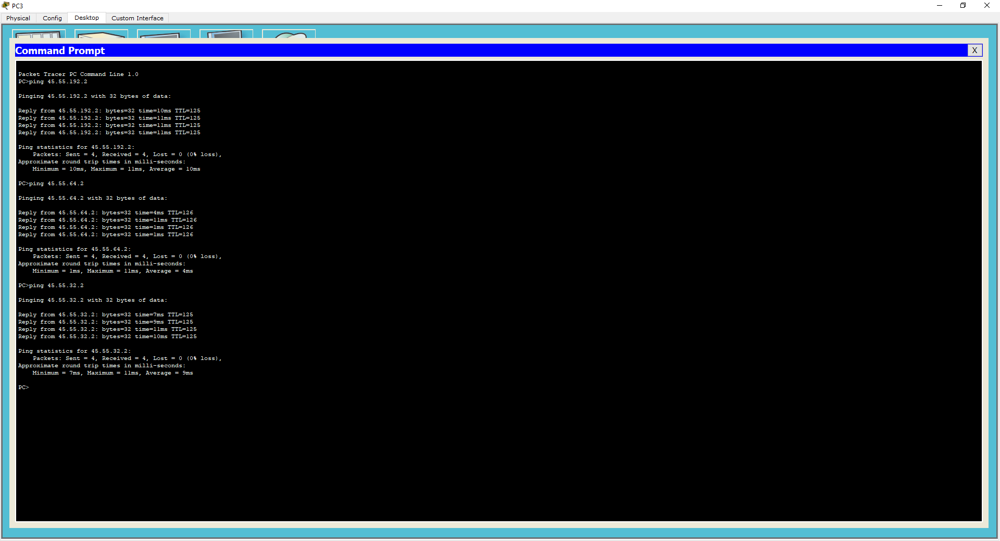 PC3
Physical Config Desktop Custom Interface
Command Prompt X
Packet Tracer PC Command Line 1.0
PC>ping 45.55.192.2
Pinging 45.55.192.2 with 32 bytes of data:
Reply from 45.55.192.2: bytes=32 time=10ms TTL=125
Reply from 45.55.192.2: bytes=32 time=11ms TTL=125
Reply from 45.55.192.2: bytes=32 time=11ms TTL=125
Reply from 45.55.192.2: bytes=32 time=11ms TTL=125
Ping statistics for 45.55.192.2:
Packets: Sent = 4, Received = 4, Lost = 0 (0% loss),
Approximate round trip times in milli-seconds:
Minimum = 10ms, Maximum = 11ms, Average = 10ms
PC>ping 45.55.64.2
Pinging 45.55.64.2 with 32 bytes of data:
Reply from 45.55.64.2: bytes=32 time=4ms TTL=126
Reply from 45.55.64.2: bytes=32 time=11ms TTL=126
Reply from 45.55.64.2: bytes=32 time=1ms TTL=126
Reply from 45.55.64.2: bytes=32 time=1ms TTL=126
Ping statistics for 45.55.64.2:
Packets: Sent = 4, Received = 4, Lost = 0 (0% loss),
Approximate round trip times in milli-seconds:
Minimum = 1ms, Maximum = 11ms, Average = 4ms
PC>ping 45.55.32.2
Pinging 45.55.32.2 with 32 bytes of data:
Reply from 45.55.32.2: bytes=32 time=7ms TTL=125
Reply from 45.55.32.2: bytes=32 time=9ms TTL=125
Reply from 45.55.32.2: bytes=32 time=11ms TTL=125
Reply from 45.55.32.2: bytes=32 time=10ms TTL=125
Ping statistics for 45.55.32.2:
Packets: Sent = 4, Received = 4, Lost = 0 (0% loss),
Approximate round trip times in milli-seconds:
Minimum = 7ms, Maximum = 11ms, Average = 9ms
PC>